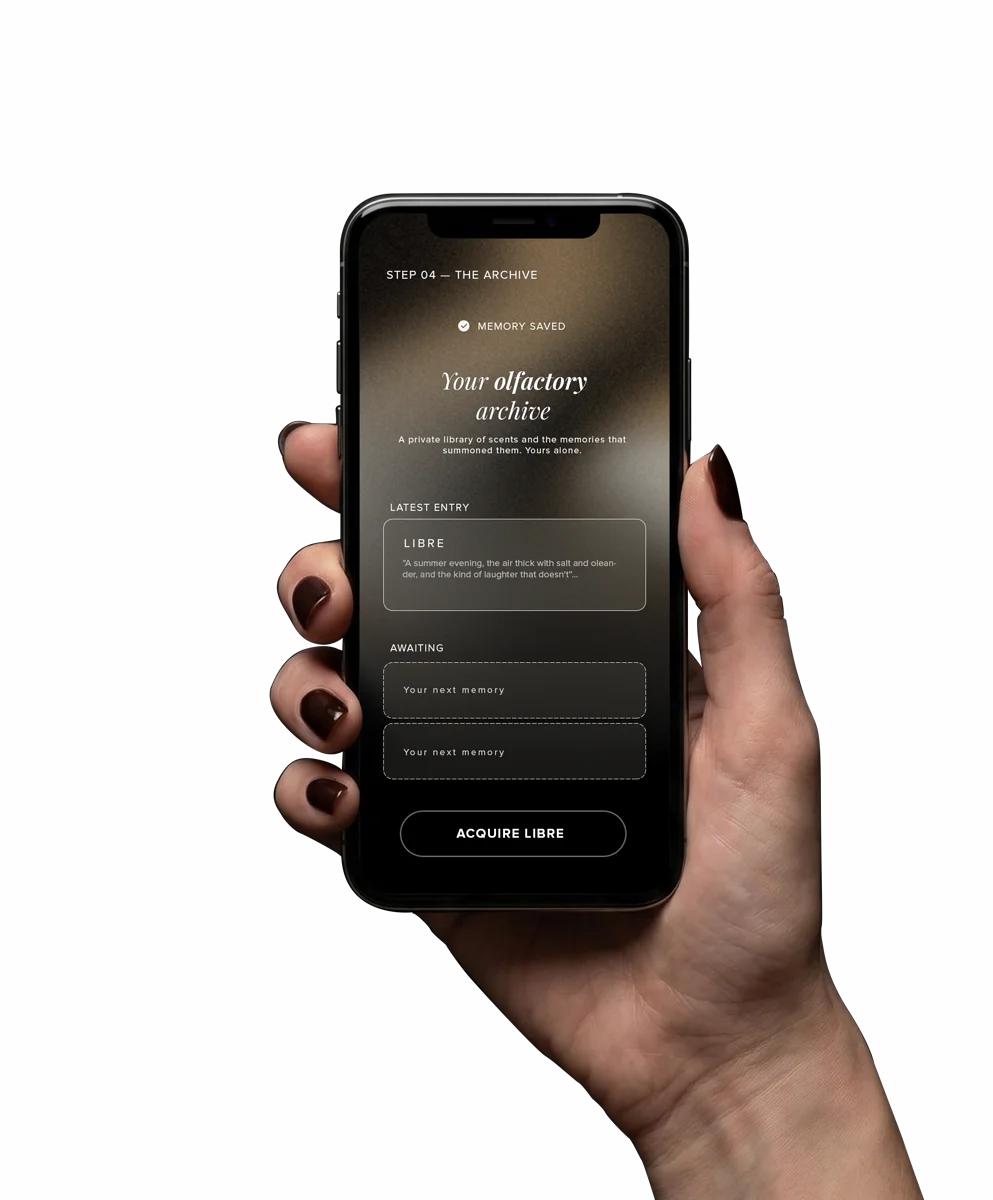 STEP 04 — THE ARCHIVE
MEMORY SAVED
Your olfactory
archive
A private library of scents and the memories that
summoned them. Yours alone.
LATEST ENTRY
LIBRE
"A summer evening, the air thick with salt and olean-
der, and the kind of laughter that doesn't"...
AWAITING
Your next memory
Your next memory
ACQUIRE LIBRE